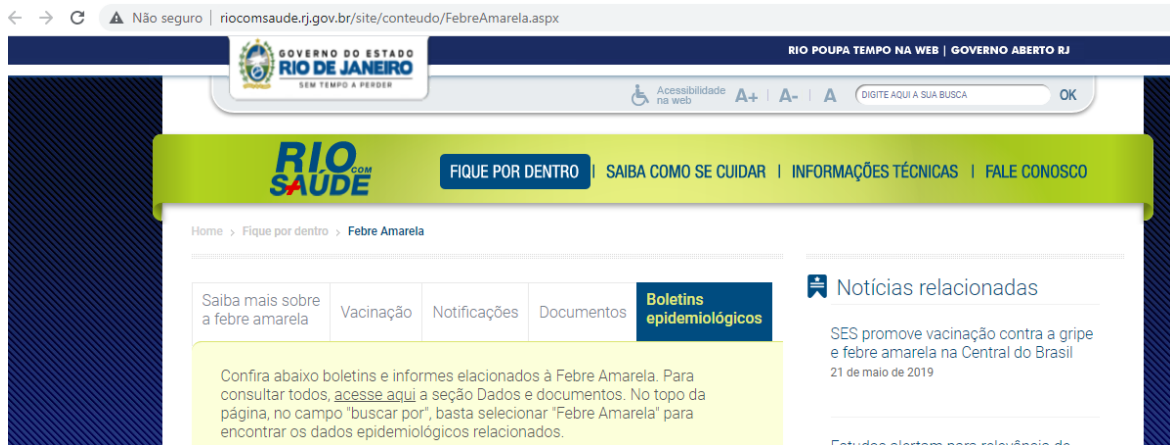 Não seguro | riocomsaude.rj.gov.br/site/conteudo/FebreAmarela.aspx
GOVERNO DO ESTADO
RIO DE JANEIRO
SEM TEMPO A PERDER
RIO POUPA TEMPO NA WEB | GOVERNO ABERTO RJ
Acessibilidade
na web
A+ | A- | A
DIGITE AQUI A SUA BUSCA
OK
RIO COM
SAÚDE
FIQUE POR DENTRO | SAIBA COMO SE CUIDAR | INFORMAÇÕES TÉCNICAS | FALE CONOSCO
Home > Fique por dentro > Febre Amarela
Saiba mais sobre
a febre amarela
Vacinação
Notificações
Documentos
Boletins
epidemiológicos
Confira abaixo boletins e informes elacionados à Febre Amarela. Para
consultar todos, acesse aqui a seção Dados e documentos. No topo da
página, no campo "buscar por", basta selecionar "Febre Amarela" para
encontrar os dados epidemiológicos relacionados.
Notícias relacionadas
SES promove vacinação contra a gripe
e febre amarela na Central do Brasil
21 de maio de 2019
Estudos alertam para relevância da